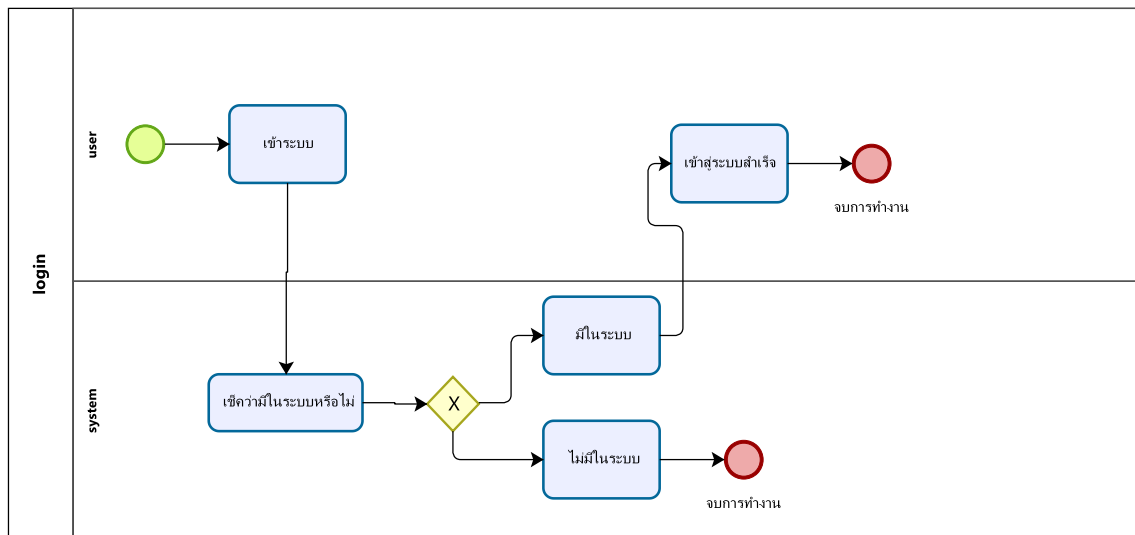 login
user
เข้าระบบ
เข้าสู่ระบบสำเร็จ
จบการทำงาน
system
เช็คว่ามีในระบบหรือไม่
X
มีในระบบ
ไม่มีในระบบ
จบการทำงาน